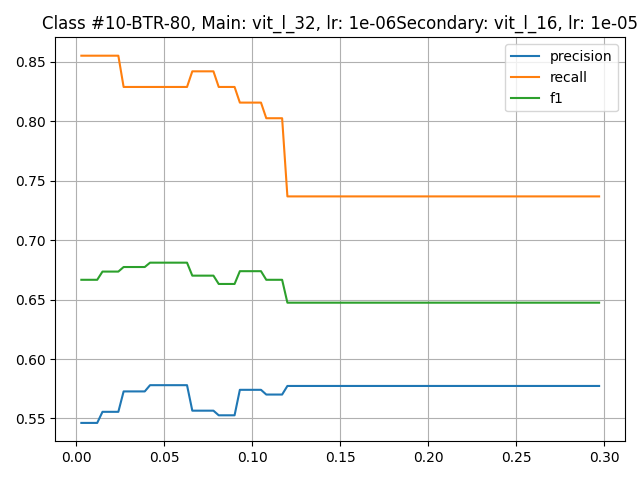 Class #10-BTR-80, Main: vit_l_32, lr: 1e-06Secondary: vit_l_16, lr: 1e-05
precision
recall
f1
0.85
0.80
0.75
0.70
0.65
0.60
0.55
0.00 0.05 0.10 0.15 0.20 0.25 0.30